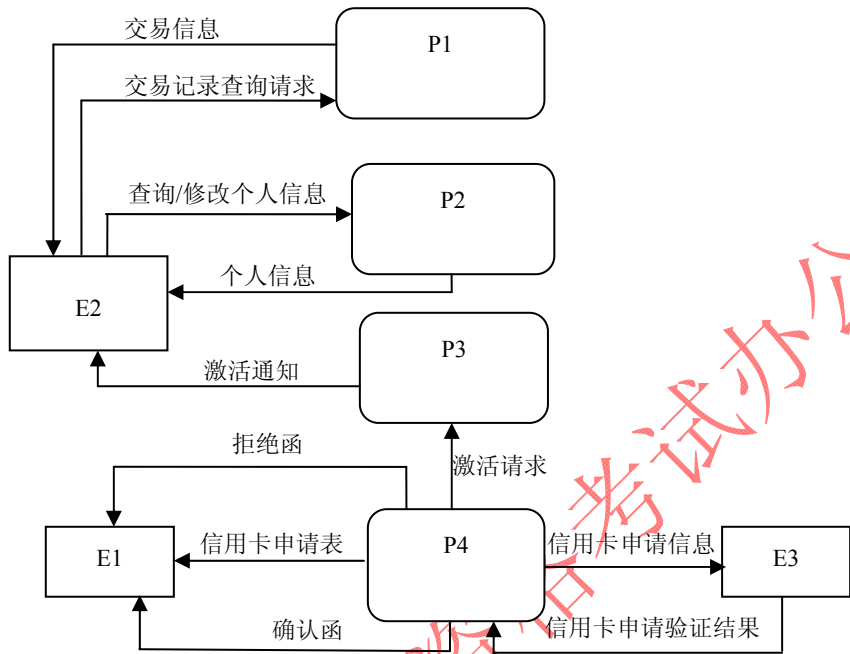 交易信息
P1
交易记录查询请求
查询/修改个人信息
P2
个人信息
E2
P3
激活通知
拒绝函
激活请求
E1
信用卡申请表
P4
信用卡申请信息
E3
确认函
信用卡申请验证结果
考试办